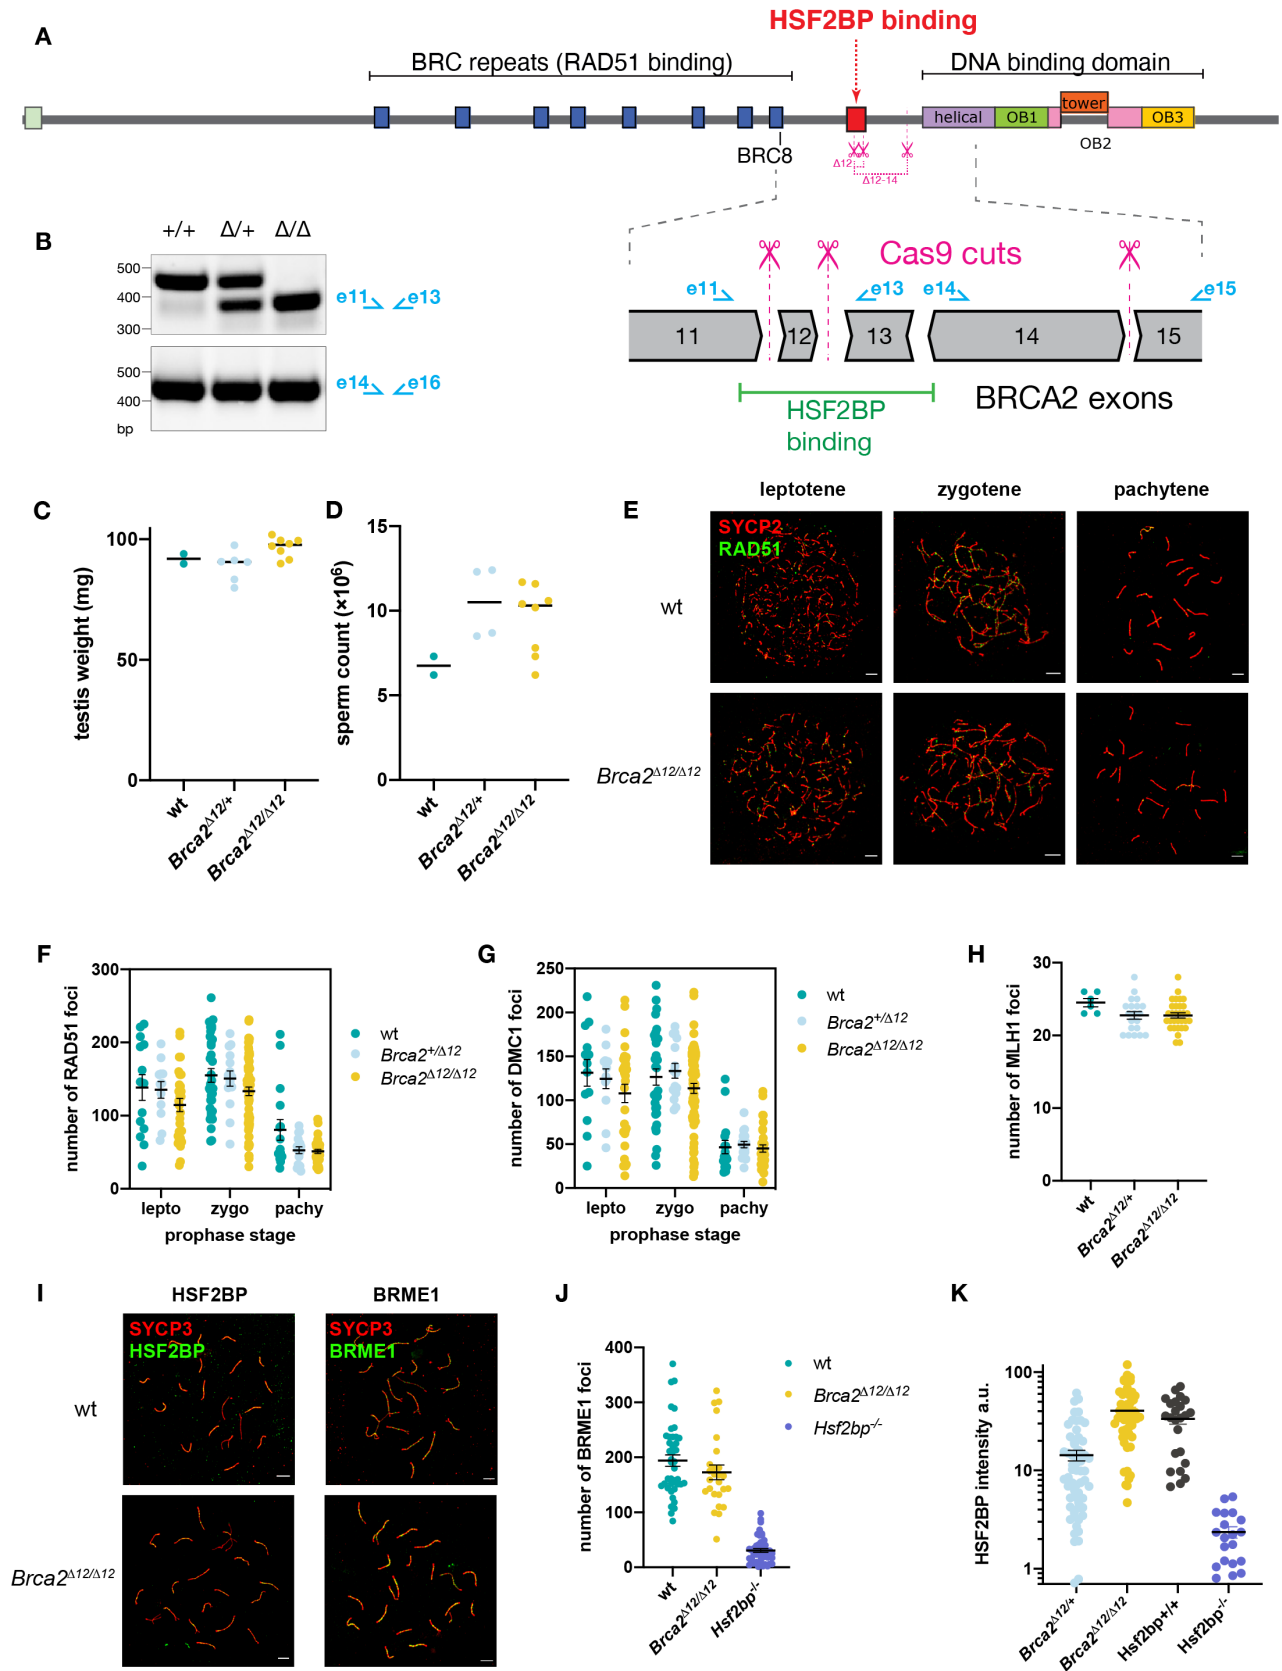 A
HSF2BP binding
BRC repeats (RAD51 binding)
DNA binding domain
helical
OB1
tower
OB3
OB2
BRC8
Δ12
Δ12-14
B
+/+
Δ/+
Δ/Δ
500
400
300
e11
e13
500
400
bp
e14
e16
Cas9 cuts
e11
e13
e14
e15
11
12
13
14
15
HSF2BP
binding
BRCA2 exons
C
testis weight (mg)
100
50
0
wt
Brca2Δ12/+
Brca2Δ12/Δ12
D
sperm count (×10⁶)
15
10
5
0
wt
Brca2Δ12/+
Brca2Δ12/Δ12
E
leptotene
zygotene
pachytene
SYCP2
RAD51
wt
Brca2Δ12/Δ12
F
number of RAD51 foci
300
200
100
0
lepto
zygo
pachy
prophase stage
wt
Brca2+/Δ12
Brca2Δ12/Δ12
G
number of DMC1 foci
250
200
150
100
50
0
lepto
zygo
pachy
prophase stage
wt
Brca2+/Δ12
Brca2Δ12/Δ12
H
number of MLH1 foci
30
20
10
0
wt
Brca2Δ12/+
Brca2Δ12/Δ12
I
HSF2BP
BRME1
SYCP3
HSF2BP
SYCP3
BRME1
wt
Brca2Δ12/Δ12
J
number of BRME1 foci
400
300
200
100
0
wt
Brca2Δ12/Δ12
Hsf2bp-/-
wt
Brca2Δ12/Δ12
Hsf2bp-/-
K
HSF2BP intensity a.u.
100
10
1
Brca2Δ12/+
Brca2Δ12/Δ12
Hsf2bp+/+
Hsf2bp-/-